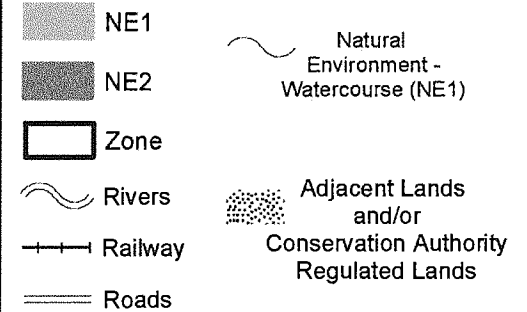 NE1
NE2
Zone
Rivers
Railway
Roads
Natural
Environment -
Watercourse (NE1)
Adjacent Lands
and/or
Conservation Authority
Regulated Lands